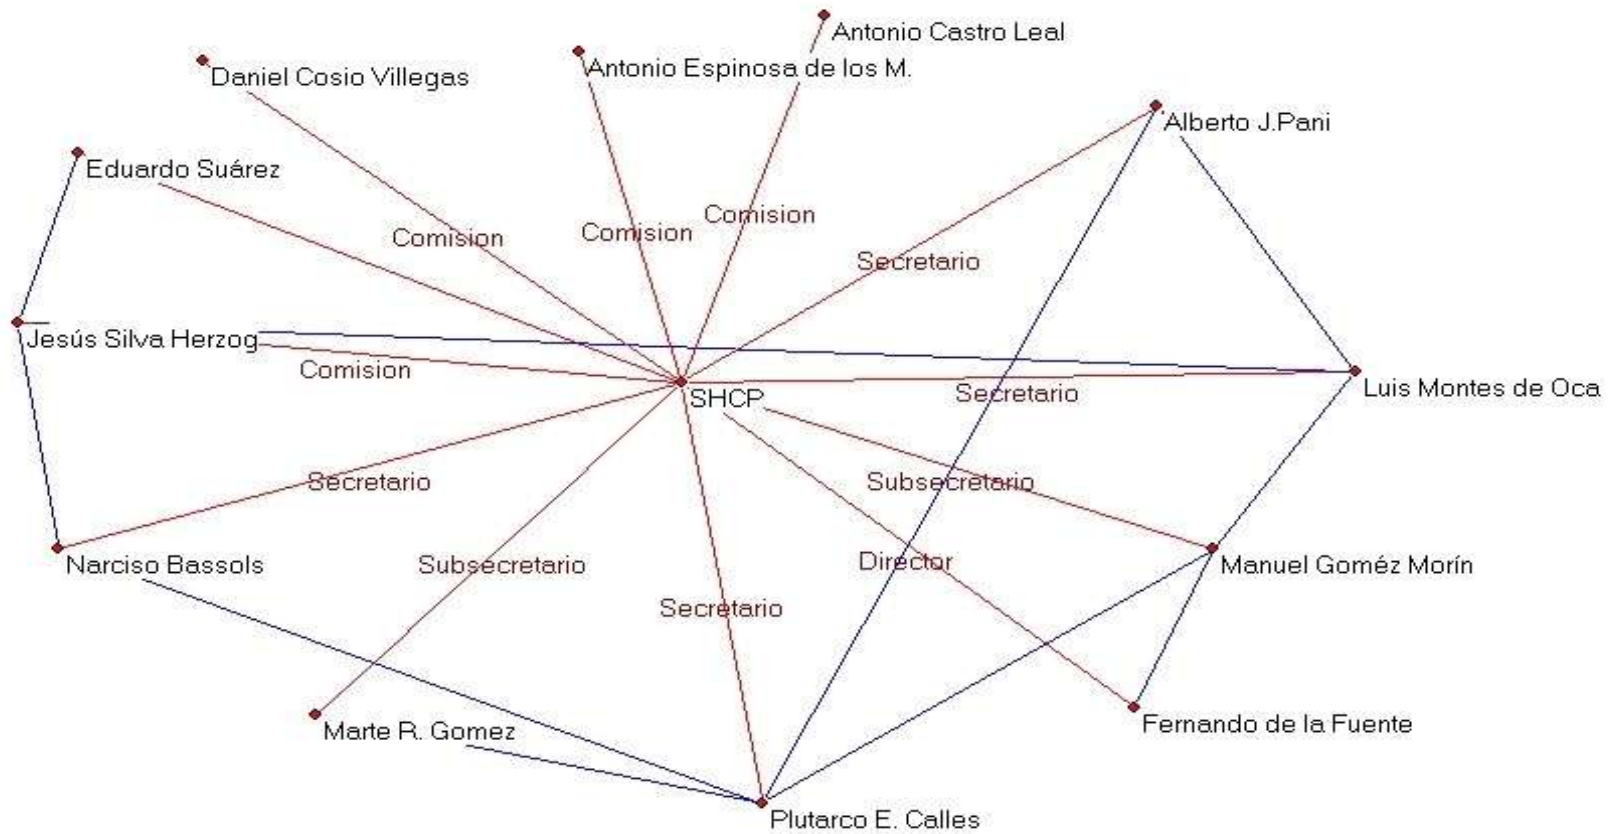 Antonio Castro Leal
Daniel Cosio Villegas
Antonio Espinosa de los M.
Alberto J.Pani
Eduardo Suárez
Comision
Comision
Comision
Secretario
Jesús Silva Herzog
Comision
SHCP
Secretario
Luis Montes de Oca
Secretario
Subsecretario
Narciso Bassols
Subsecretario
Director
Manuel Goméz Morín
Secretario
Marte R. Gomez
Fernando de la Fuente
Plutarco E. Calles